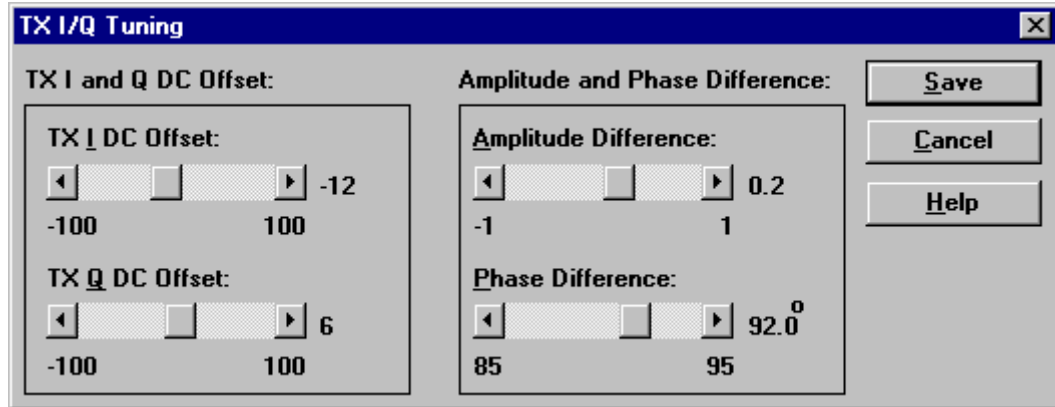 TX I/Q Tuning
TX I and Q DC Offset:
TX I DC Offset:
-12
-100 100
TX Q DC Offset:
6
-100 100
Amplitude and Phase Difference:
Amplitude Difference:
0.2
-1 1
Phase Difference:
92.0°
85 95
Save
Cancel
Help